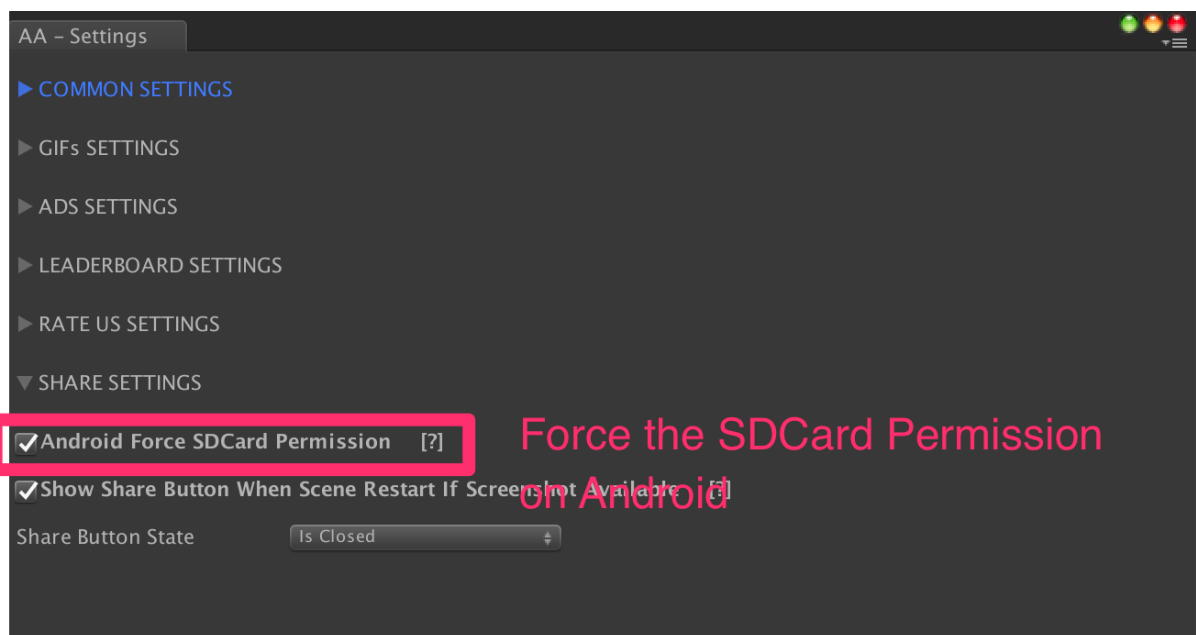 AA – Settings
COMMON SETTINGS
GIFs SETTINGS
ADS SETTINGS
LEADERBOARD SETTINGS
RATE US SETTINGS
SHARE SETTINGS
Android Force SDCard Permission [?]
Force the SDCard Permission
on Android
Show Share Button When Scene Restart If Screenshot Available [?]
Share Button State Is Closed